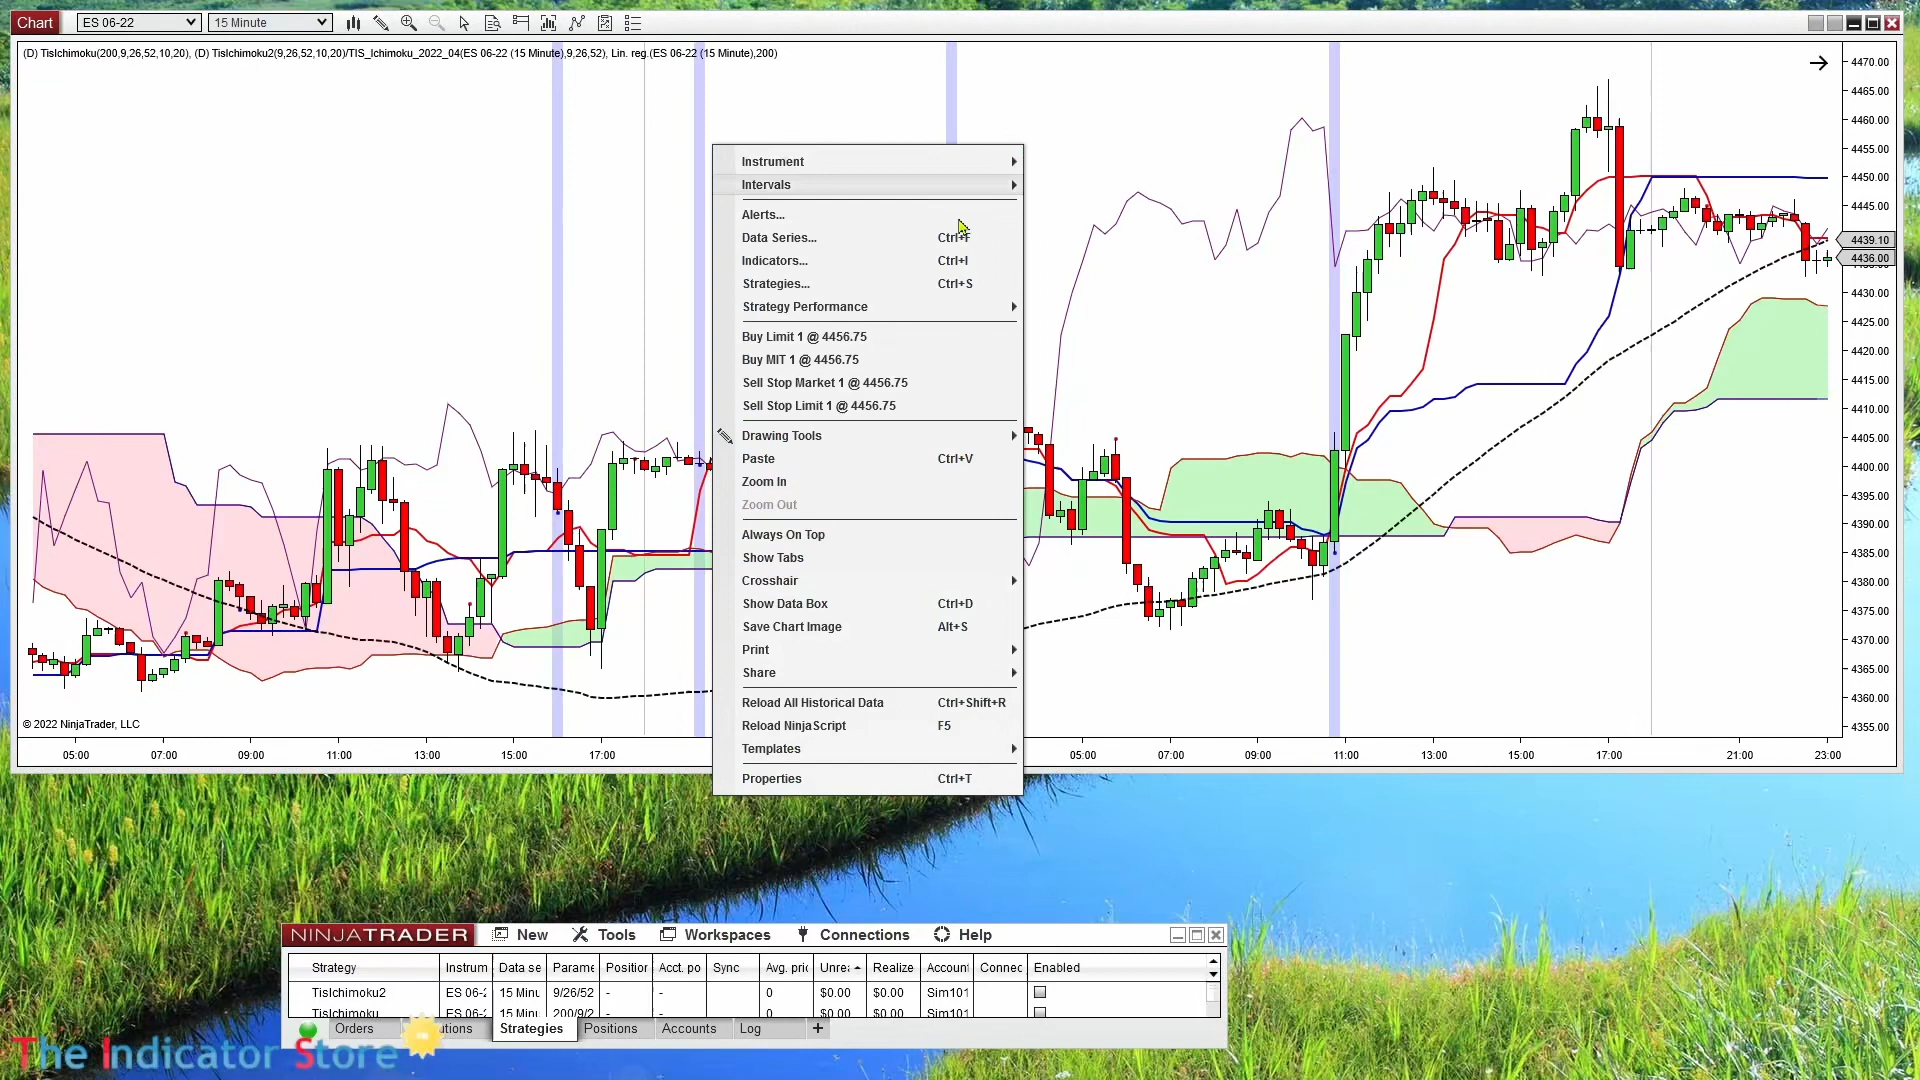 Chart ES 06-22 15 Minute
(D) TisIchimoku(200,9,26,52,10,20), (D) TisIchimoku2(9,26,52,10,20)/TIS_Ichimoku_2022_04(ES 06-22 (15 Minute),9,26,52), Lin. reg.(ES 06-22 (15 Minute),200)
4470.00
4465.00
4460.00
4455.00
4450.00
4445.00
4439.10
4436.00
4430.00
4425.00
4420.00
4415.00
4410.00
4405.00
4400.00
4395.00
4390.00
4385.00
4380.00
4375.00
4370.00
4365.00
4360.00
4355.00
Instrument
Intervals
Alerts...
Data Series... Ctrl+F
Indicators... Ctrl+I
Strategies... Ctrl+S
Strategy Performance
Buy Limit 1 @ 4456.75
Buy MIT 1 @ 4456.75
Sell Stop Market 1 @ 4456.75
Sell Stop Limit 1 @ 4456.75
Drawing Tools
Paste Ctrl+V
Zoom In
Zoom Out
Always On Top
Show Tabs
Crosshair
Show Data Box Ctrl+D
Save Chart Image Alt+S
Print
Share
Reload All Historical Data Ctrl+Shift+R
Reload NinjaScript F5
Templates
Properties Ctrl+T
© 2022 NinjaTrader, LLC
05:00 07:00 09:00 11:00 13:00 15:00 17:00 05:00 07:00 09:00 11:00 13:00 15:00 17:00 21:00 23:00
NINJATRADER New Tools Workspaces Connections Help
Strategy Instrum Data se Parame Position Acct. po Sync Avg. pric Unrea Realize Account Connec Enabled
TisIchimoku2 ES 06-2 15 Minu 9/26/52 - - 0 $0.00 $0.00 Sim101
TisIchimoku ES 06-2 15 Minu 200/9/2 - - 0 $0.00 $0.00 Sim101
Orders utions Strategies Positions Accounts Log +
The Indicator Store